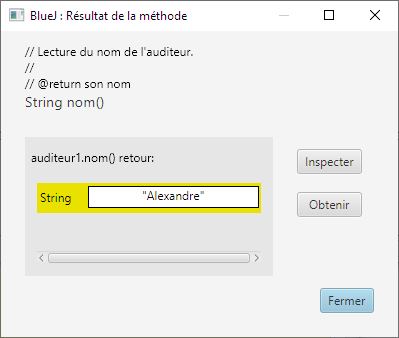 BlueJ : Résultat de la méthode
// Lecture du nom de l'auditeur.
//
// @return son nom
String nom()
auditeur1.nom() retour:
String "Alexandre"
Inspecter
Obtenir
Fermer